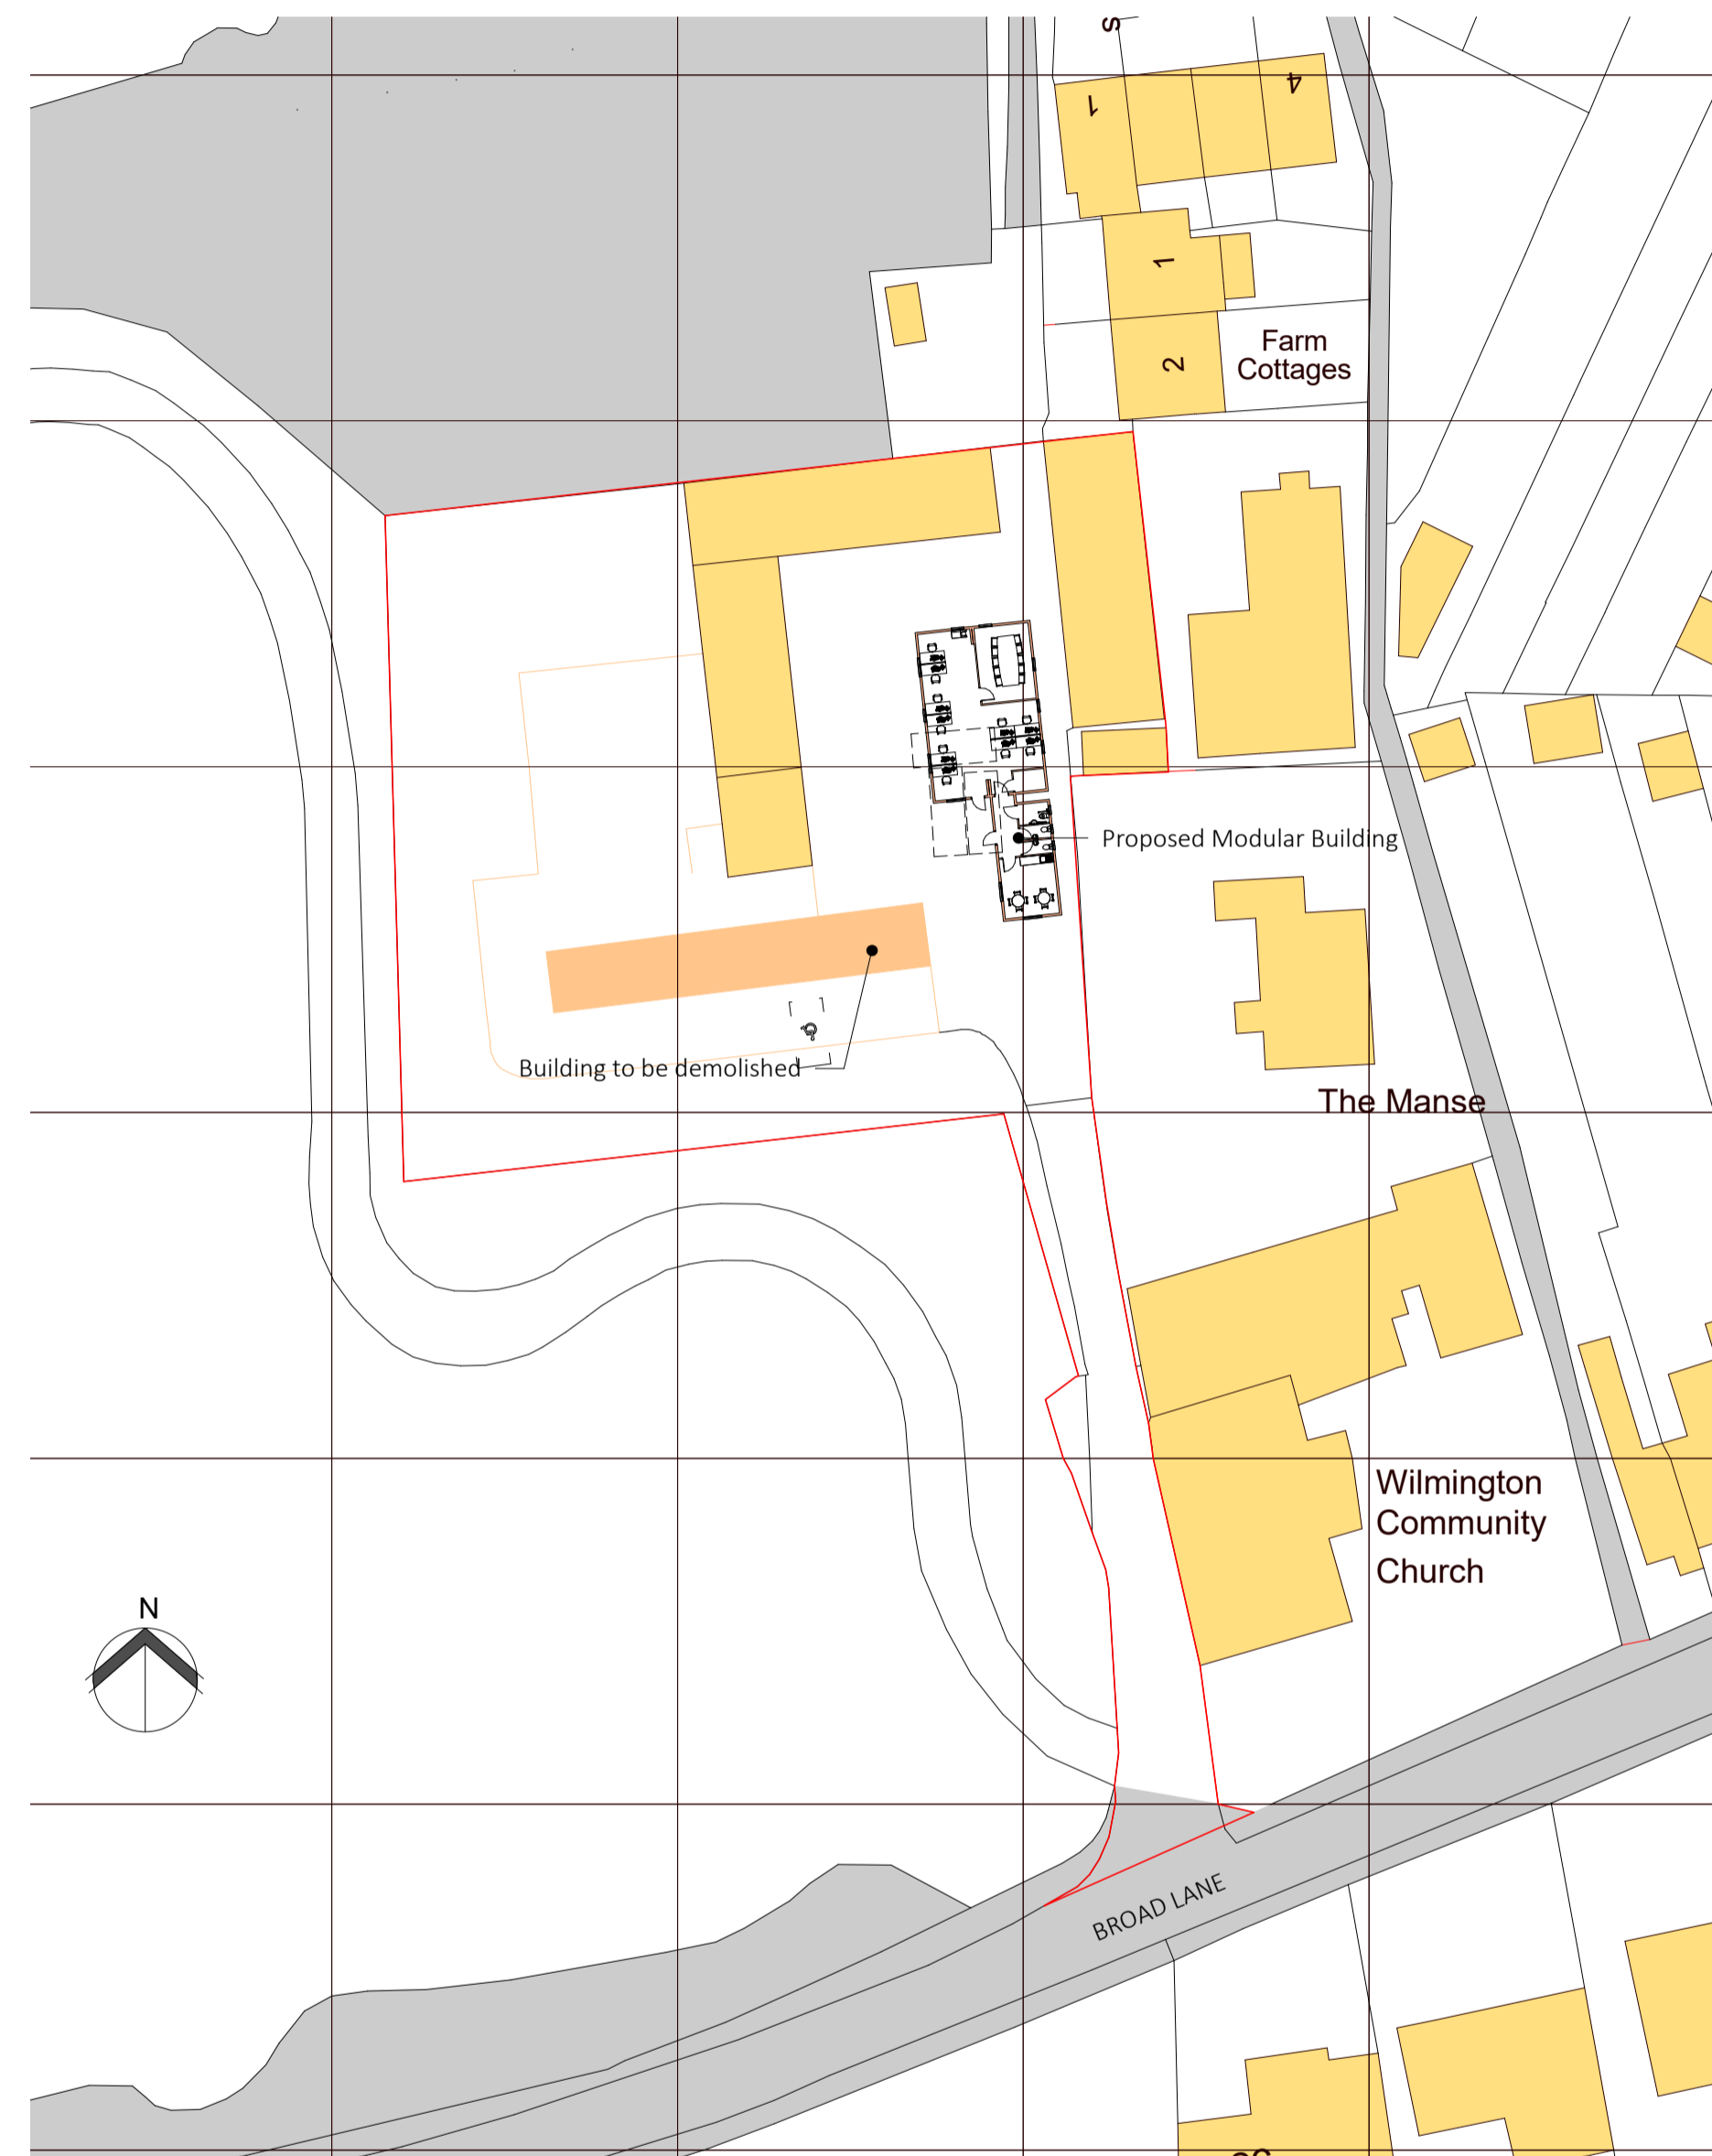 S
1
4
1
2
Farm
Cottages
Proposed Modular Building
Building to be demolished
The Manse
Wilmington
Community
Church
N
BROAD LANE